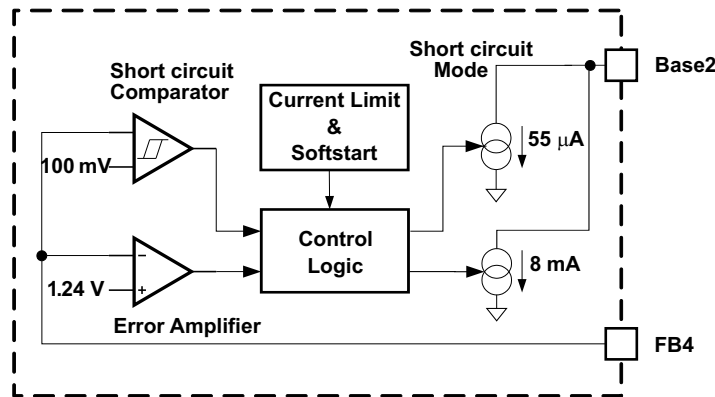 Short circuit
Mode
Base2
Short circuit
Comparator
Current Limit
&
Softstart
100 mV
55 μA
Control
Logic
−
+
1.24 V
8 mA
Error Amplifier
FB4